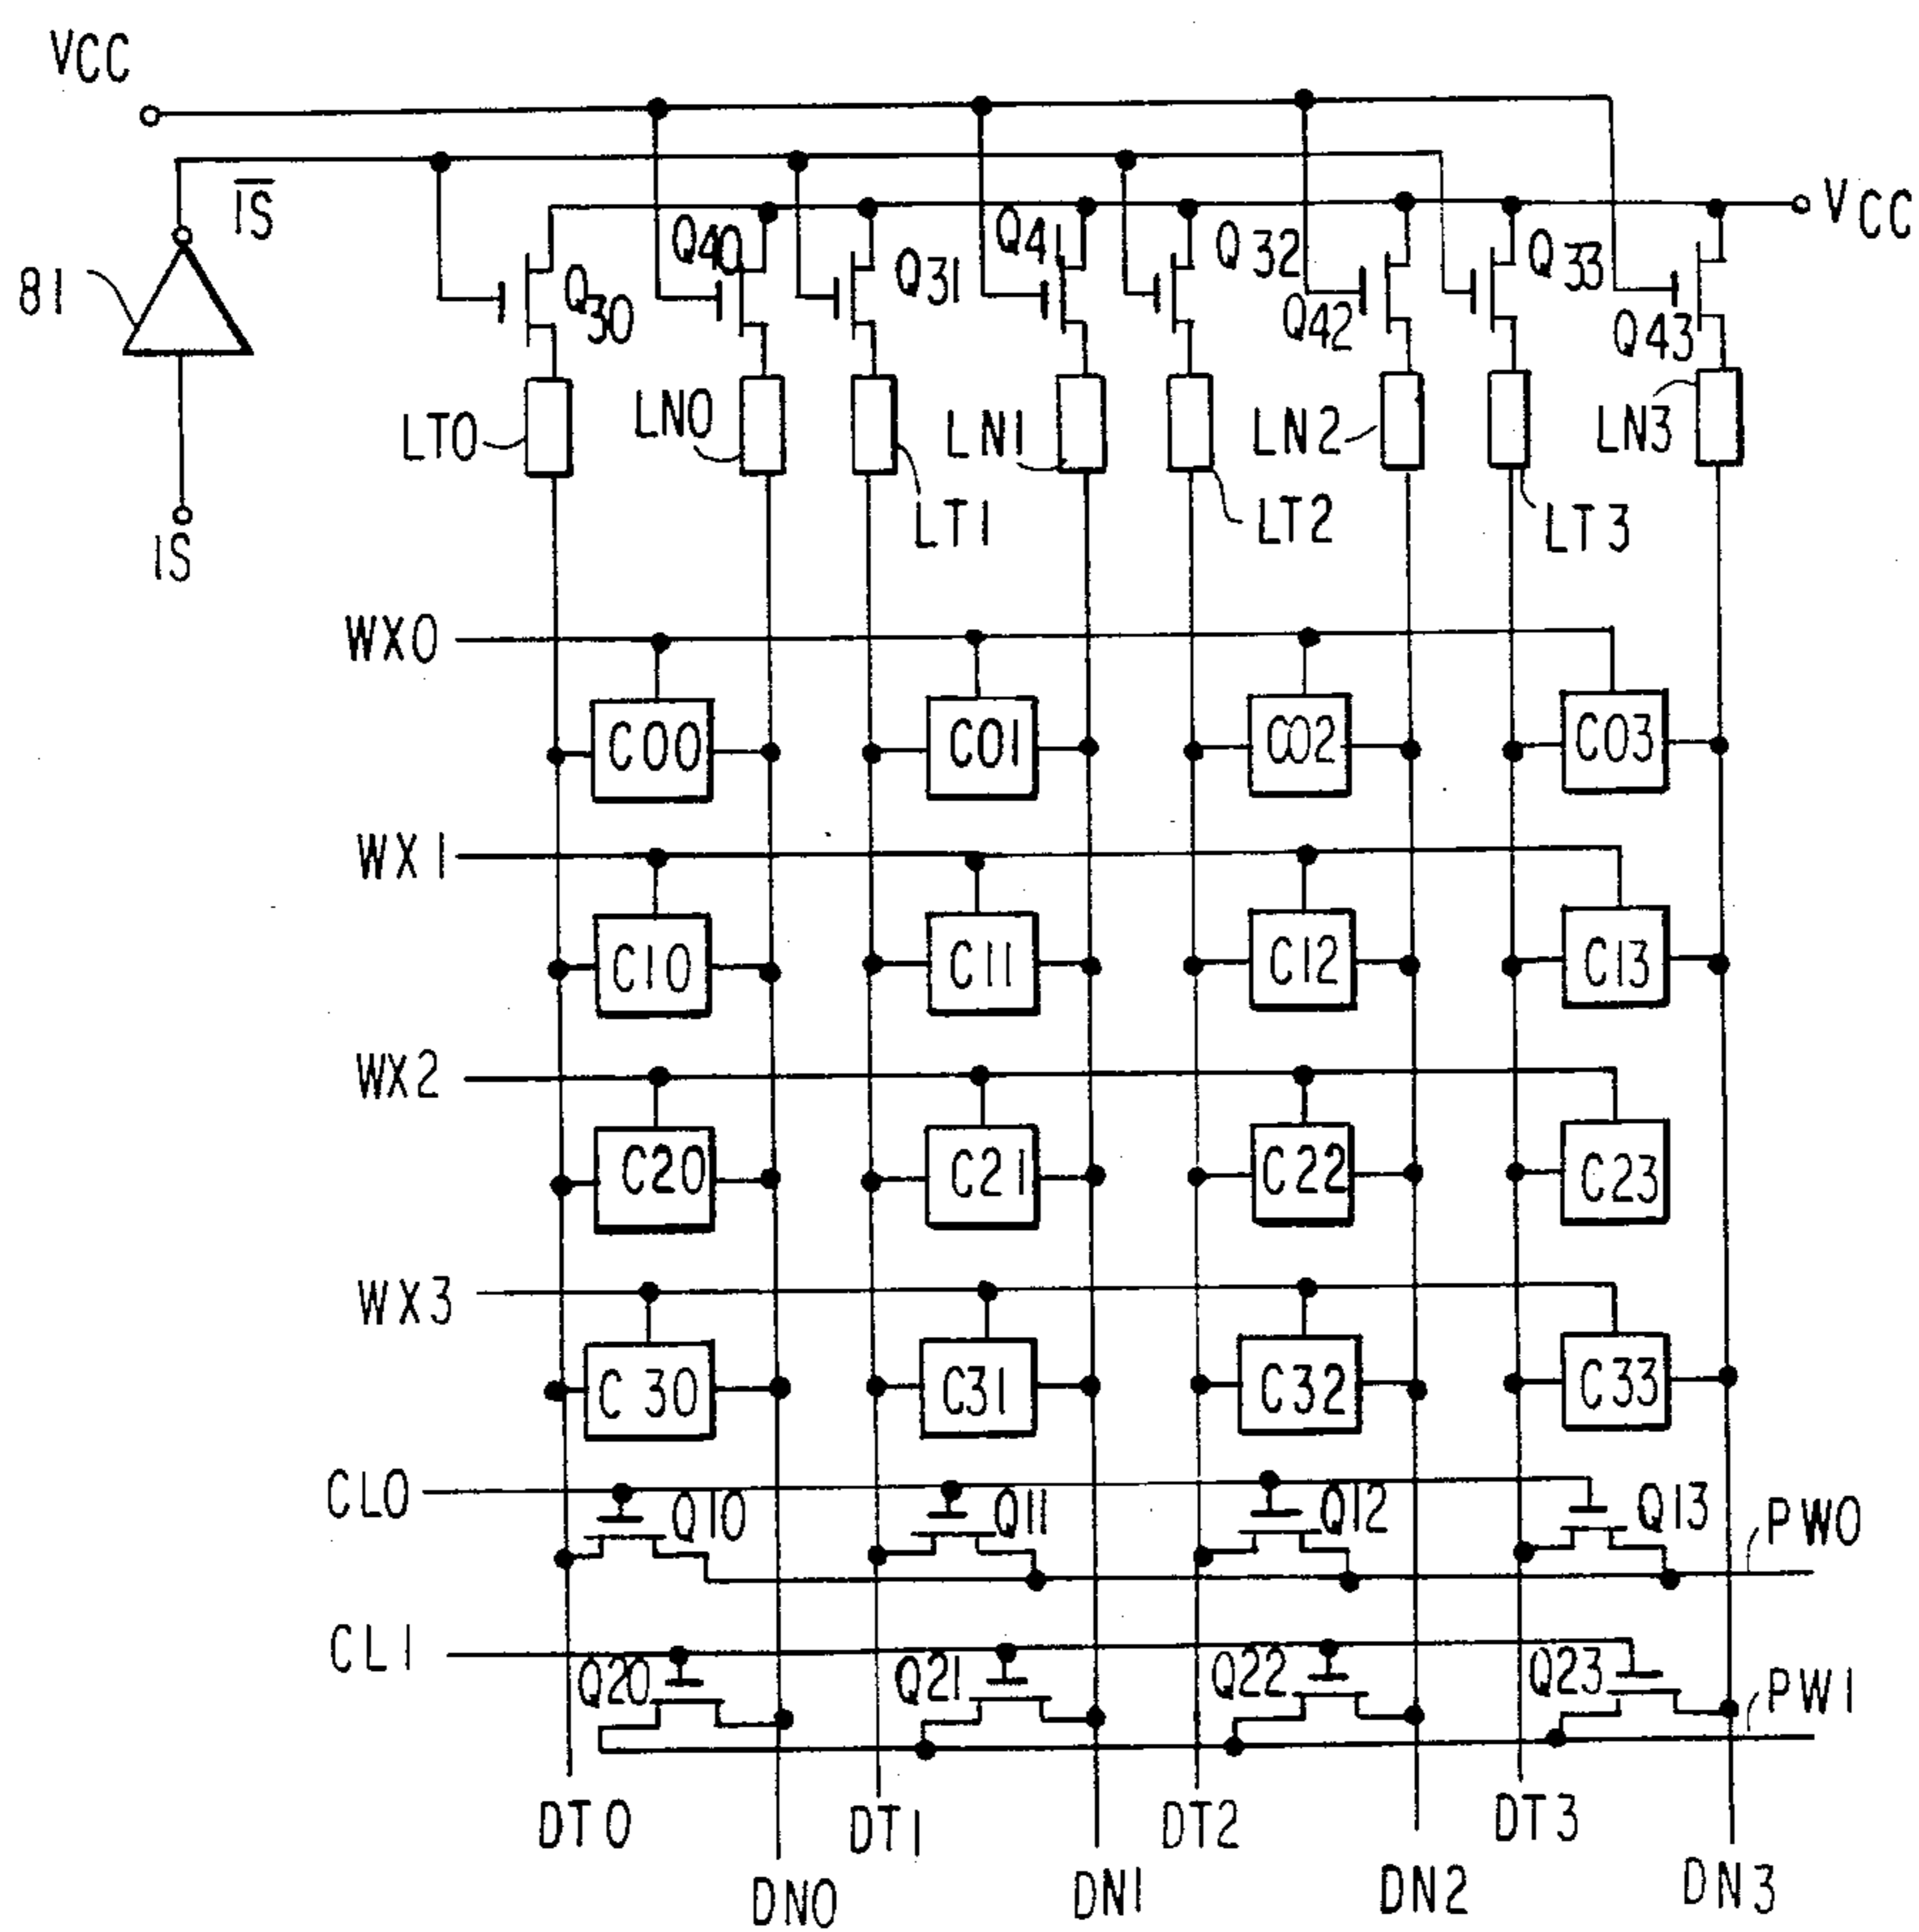 VCC
IS
VCC
81
Q40
Q4
Q32
Q33
Q30
Q31
Q42
Q43
LT0
LN0
LN1
LN2
LN3
LT1
LT2
LT3
IS
WX0
C00
C01
C02
C03
WX1
C10
C11
C12
C13
WX2
C20
C21
C22
C23
WX3
C30
C31
C32
C33
CL0
Q10
Q11
Q12
Q13
PW0
CL1
Q20
Q21
Q22
Q23
PW1
DT0
DT1
DT2
DT3
DN0
DN1
DN2
DN3